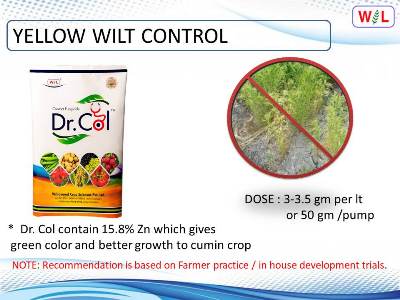 W L
YELLOW WILT CONTROL
W L
Dr. Col
DOSE : 3-3.5 gm per lt
or 50 gm /pump
* Dr. Col contain 15.8% Zn which gives
green color and better growth to cumin crop
NOTE: Recommendation is based on Farmer practice / in house development trials.